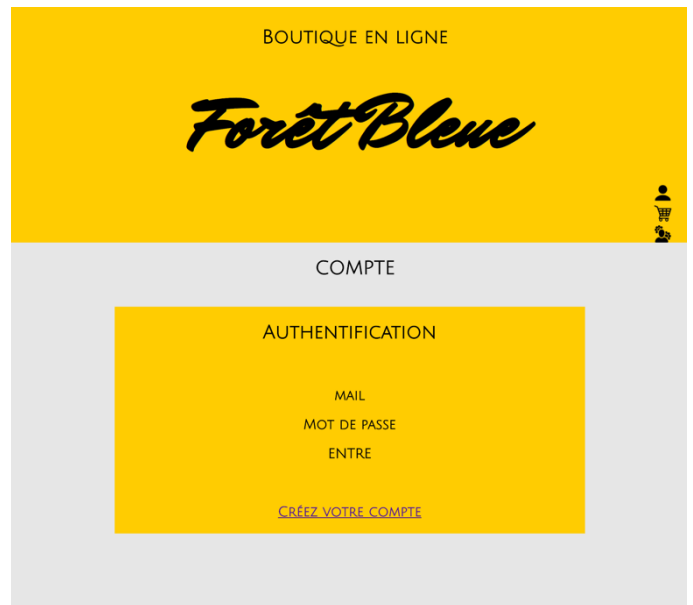 Boutique en ligne
Forêt Bleue
COMPTE
Authentification
mail
Mot de passe
entre
Créez votre compte